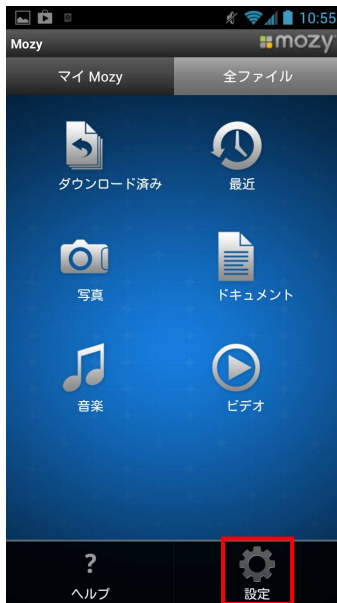 10:55
Mozy
mozy
マイ Mozy
全ファイル
ダウンロード済み
最近
写真
ドキュメント
音楽
ビデオ
?
ヘルプ
設定